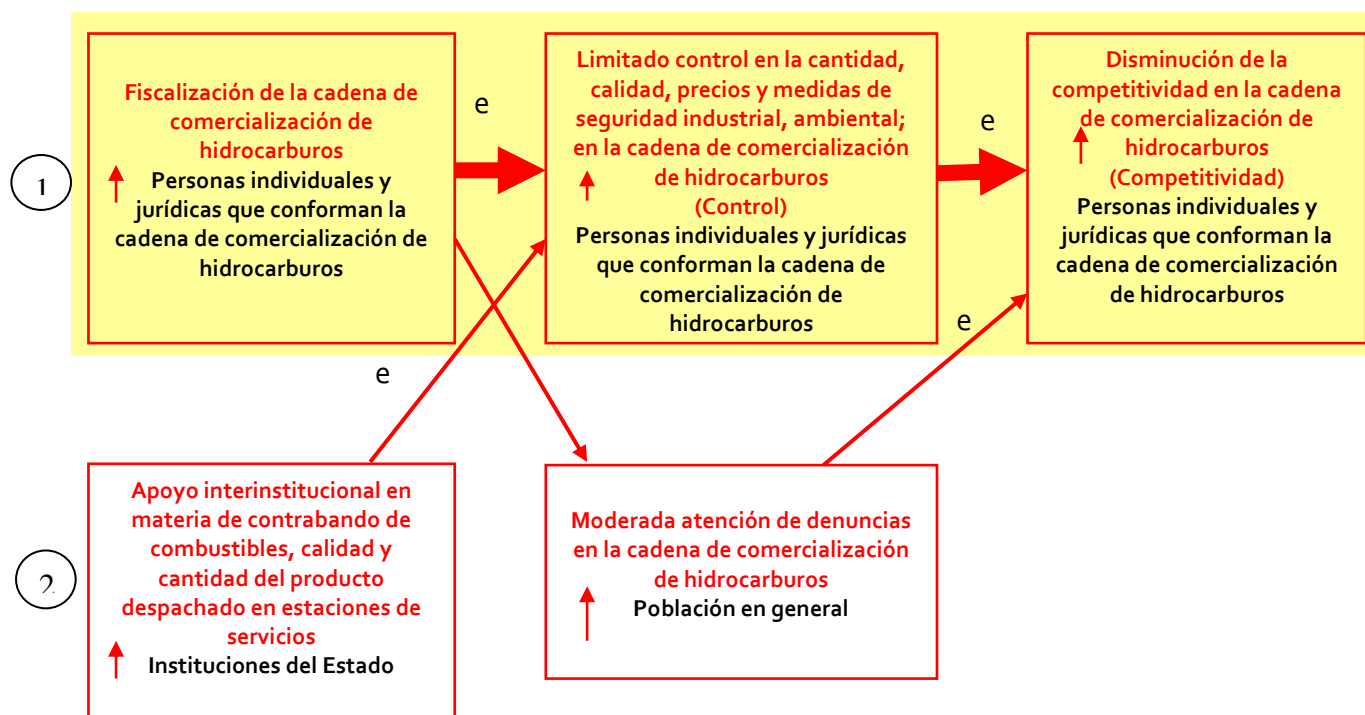 1
Fiscalización de la cadena de
comercialización de
hidrocarburos
Personas individuales y
jurídicas que conforman la
cadena de comercialización de
hidrocarburos
e
Limitado control en la cantidad,
calidad, precios y medidas de
seguridad industrial, ambiental;
en la cadena de comercialización
de hidrocarburos
(Control)
Personas individuales y jurídicas
que conforman la cadena de
comercialización de
hidrocarburos
e
Disminución de la
competitividad en la cadena
de comercialización de
hidrocarburos
(Competitividad)
Personas individuales y
jurídicas que conforman la
cadena de comercialización
de hidrocarburos
e
e
2
Apoyo interinstitucional en
materia de contrabando de
combustibles, calidad y
cantidad del producto
despachado en estaciones de
servicios
Instituciones del Estado
Moderada atención de denuncias
en la cadena de comercialización
de hidrocarburos
Población en general